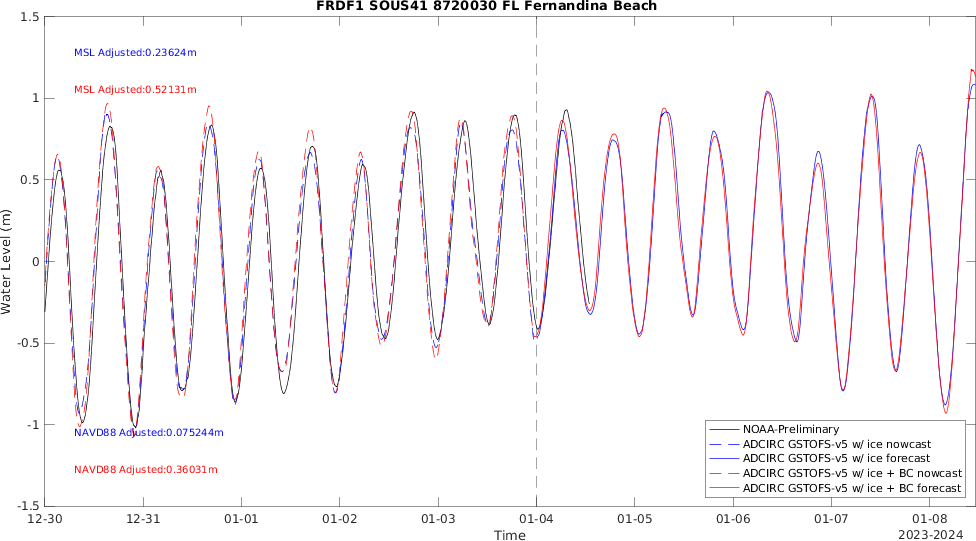 FRDF1 SOUS41 8720030 FL Fernandina Beach
1.5
MSL Adjusted:0.23624m
MSL Adjusted:0.52131m
1
0.5
0
-0.5
-1
-1.5
Water Level (m)
NAVD88 Adjusted:0.075244m
NAVD88 Adjusted:0.36031m
NOAA-Preliminary
ADCIRC GSTOFS-v5 w/ ice nowcast
ADCIRC GSTOFS-v5 w/ ice forecast
ADCIRC GSTOFS-v5 w/ ice + BC nowcast
ADCIRC GSTOFS-v5 w/ ice + BC forecast
12-30 12-31 01-01 01-02 01-03 01-04 01-05 01-06 01-07 01-08
Time
2023-2024